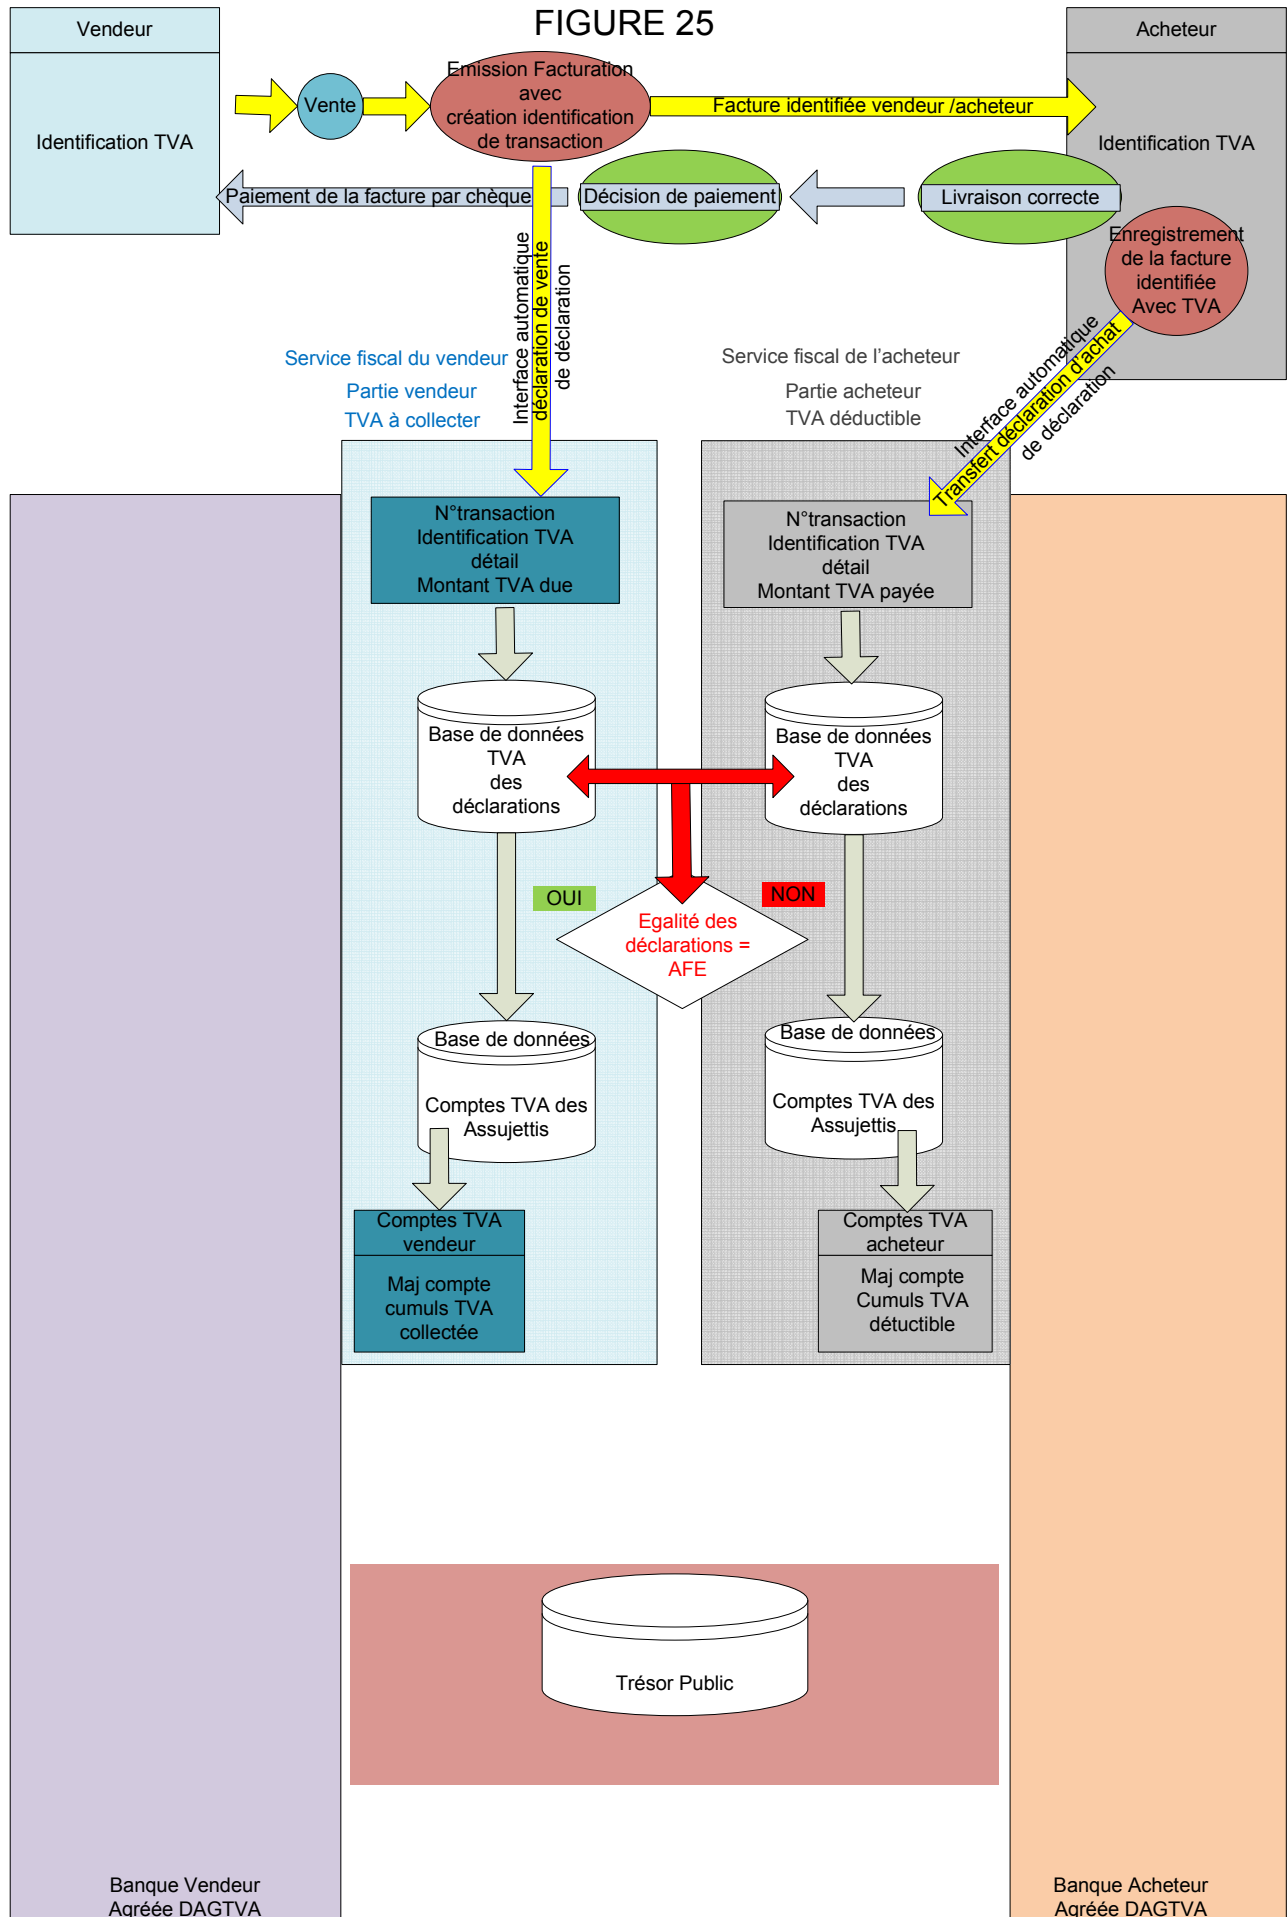 FIGURE 25
Vendeur
Acheteur
Identification TVA
Vente
Emission Facturation
avec
création identification
de transaction
Facture identifiée vendeur /acheteur
Identification TVA
Paiement de la facture par chèque
Décision de paiement
Livraison correcte
Enregistrement
de la facture
identifiée
Avec TVA
Interface automatique
déclaration de vente
de déclaration
Interface automatique
Transfert déclaration d'achat
de déclaration
Service fiscal du vendeur
Partie vendeur
TVA à collecter
Service fiscal de l’acheteur
Partie acheteur
TVA déductible
N°transaction
Identification TVA
détail
Montant TVA due
N°transaction
Identification TVA
détail
Montant TVA payée
Base de données
TVA
des
déclarations
Base de données
TVA
des
déclarations
OUI
NON
Egalité des
déclarations =
AFE
Base de données
Comptes TVA des
Assujettis
Base de données
Comptes TVA des
Assujettis
Comptes TVA
vendeur
Maj compte
cumuls TVA
collectée
Comptes TVA
acheteur
Maj compte
Cumuls TVA
détuctible
Trésor Public
Banque Vendeur
Agréée DAGTVA
Banque Acheteur
Agréée DAGTVA